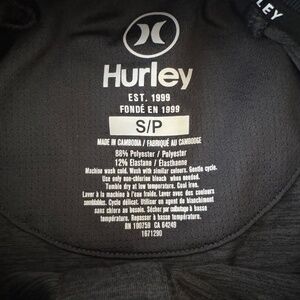 LEY
Hurley
EST. 1999
FONDÉ EN 1999
S/P
MADE IN CAMBODIA / FABRIQUÉ AU CAMBODGE
88% Polyester / Polyester
12% Elastane / Elasthanne
Machine wash cold. Wash with similar colours. Gentle cycle.
Use only non-chlorine bleach when needed.
Tumble dry at low temperature. Cool Iron.
Laver à la machine à l'eau froide. Laver avec des couleurs
semblables. Cycle délicat. Utiliser un agent de blanchiment
sans chlore au besoin. Sécher par culbutage à basse
température. Repasser à basse température.
RN 190758 CA 64249
1671290